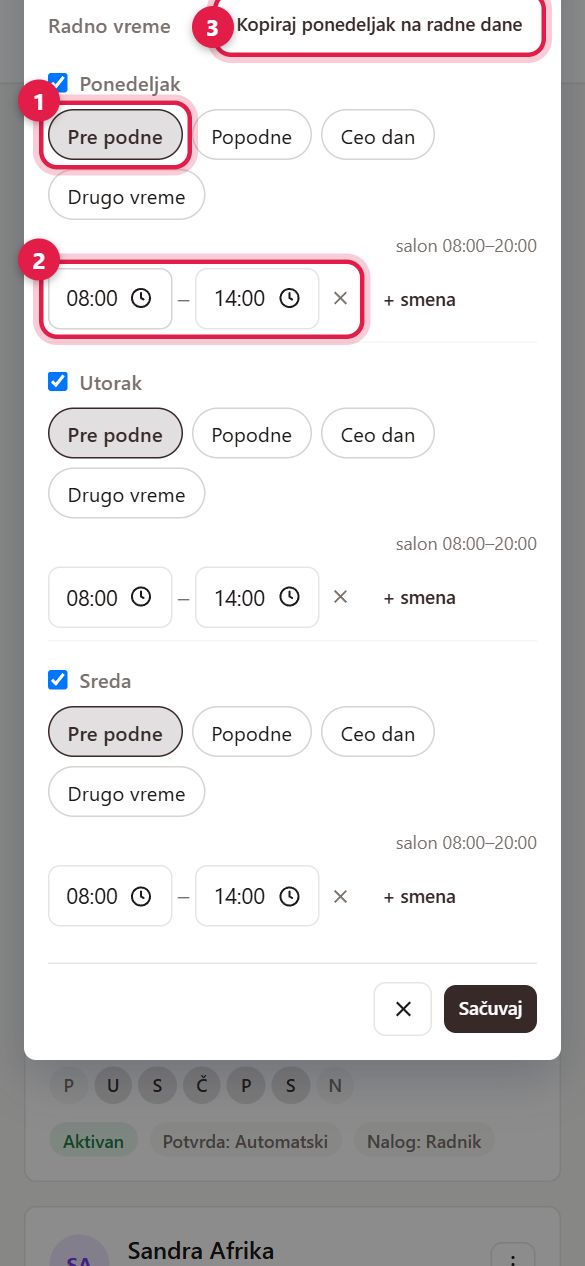 Radno vreme 3 Kopiraj ponedeljak na radne dane
Ponedeljak
1
Pre podne Popodne Ceo dan
Drugo vreme
salon 08:00–20:00
2
08:00 – 14:00 × + smena
Utorak
Pre podne Popodne Ceo dan
Drugo vreme
salon 08:00–20:00
08:00 – 14:00 × + smena
Sreda
Pre podne Popodne Ceo dan
Drugo vreme
salon 08:00–20:00
08:00 – 14:00 × + smena
× Sačuvaj
P U S Č P S N
Aktivan Potvrda: Automatski Nalog: Radnik
Sandra Afrika
SA